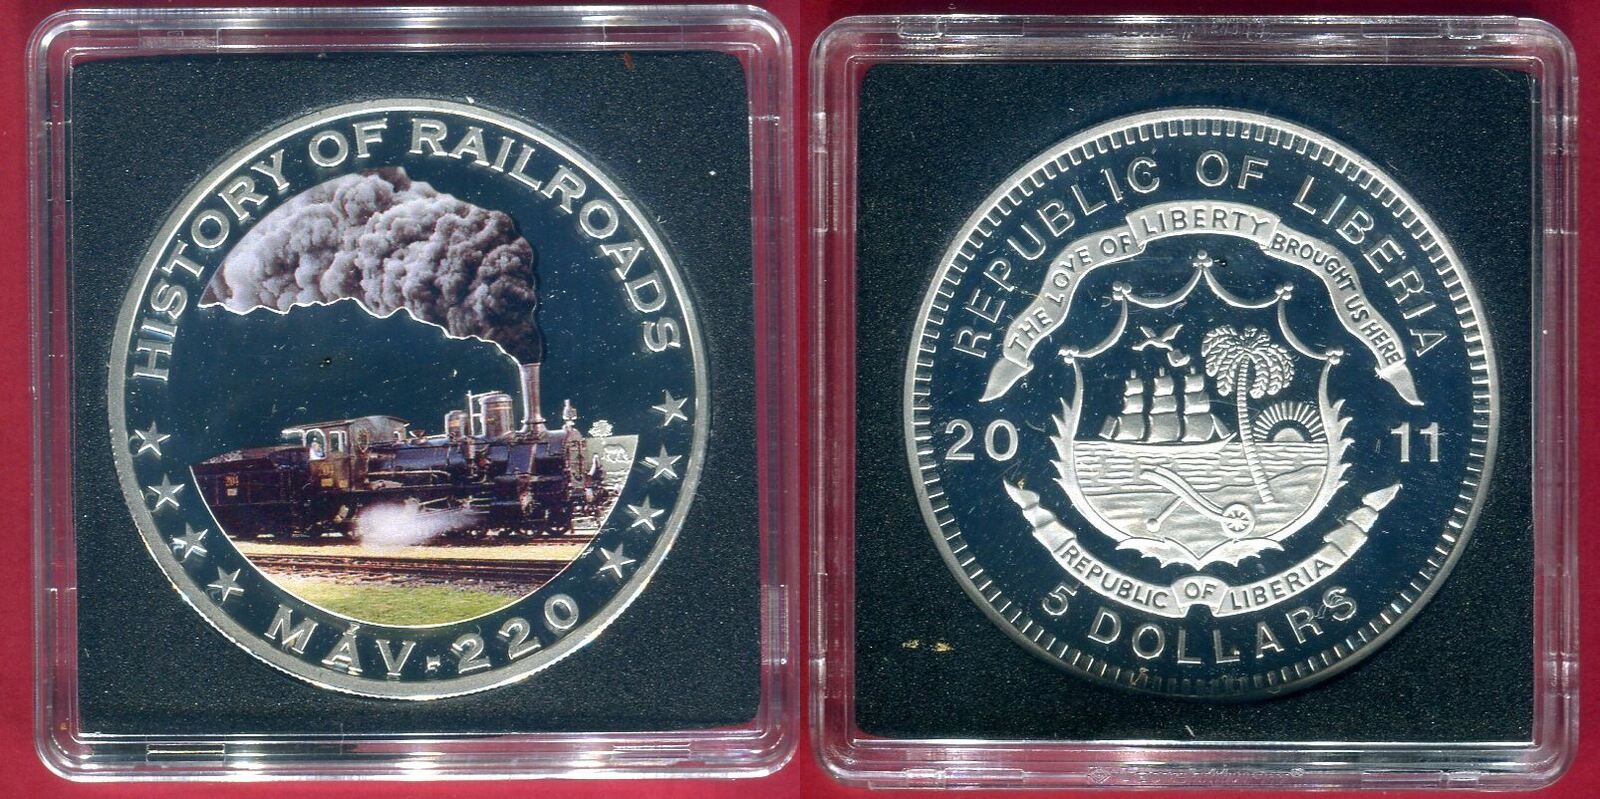 HISTORY OF RAILROADS
MÁV-220
REPUBLIC OF LIBERIA
THE LOVE OF LIBERTY BROUGHT US HERE
20 11
REPUBLIC OF LIBERIA
5 DOLLARS